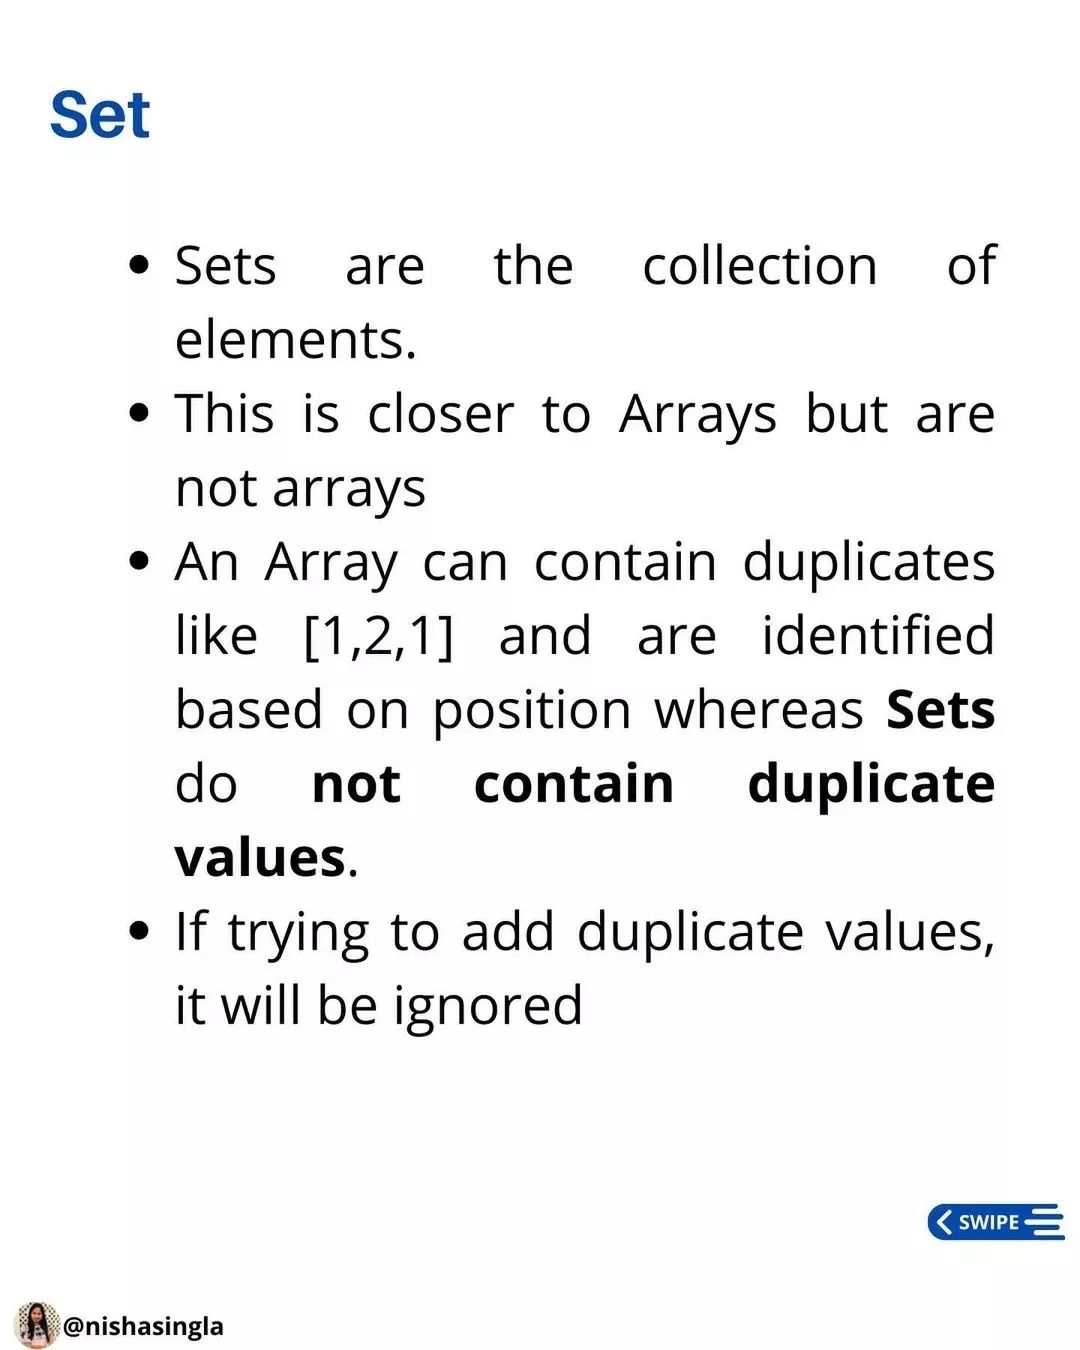 Set
• Sets are the collection of
elements.
• This is closer to Arrays but are
not arrays
• An Array can contain duplicates
like [1,2,1] and are identified
based on position whereas Sets
do not contain duplicate
values.
• If trying to add duplicate values,
it will be ignored
SWIPE
@nishasingla